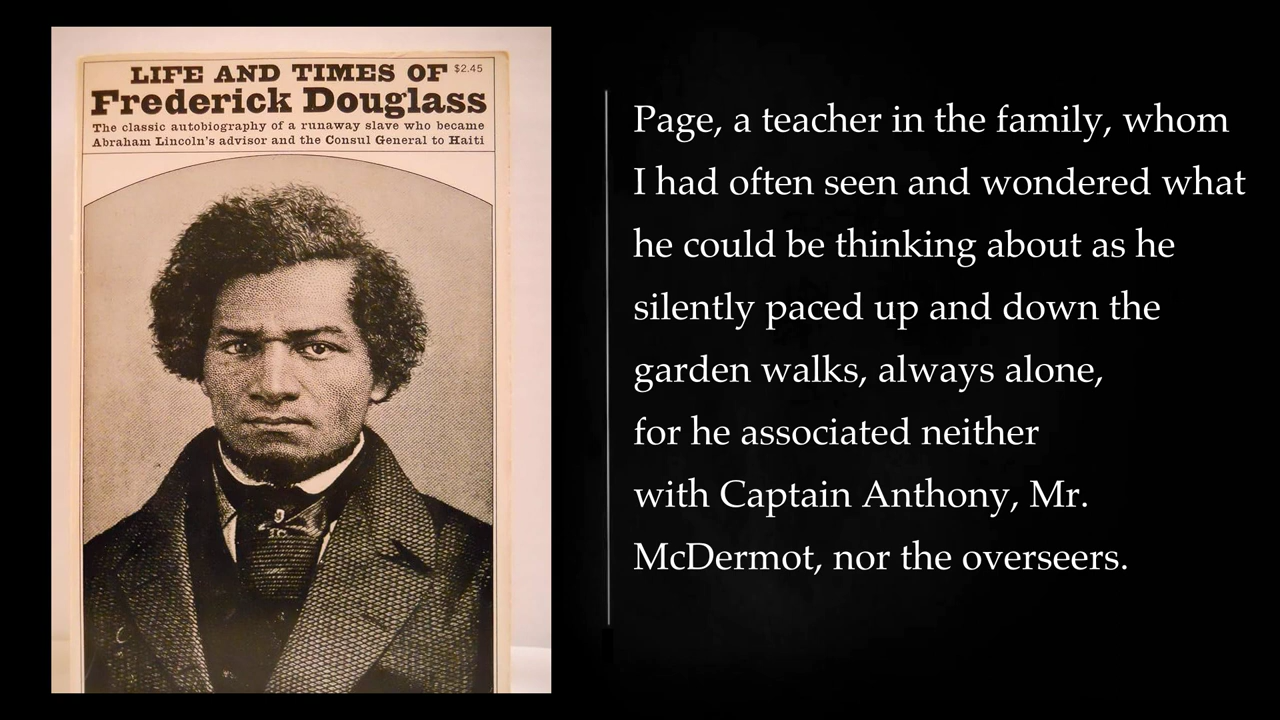 LIFE AND TIMES OF $2.45
Frederick Douglass
The classic autobiography of a runaway slave who became
Abraham Lincoln's advisor and the Consul General to Haiti
Page, a teacher in the family, whom
I had often seen and wondered what
he could be thinking about as he
silently paced up and down the
garden walks, always alone,
for he associated neither
with Captain Anthony, Mr.
McDermot, nor the overseers.